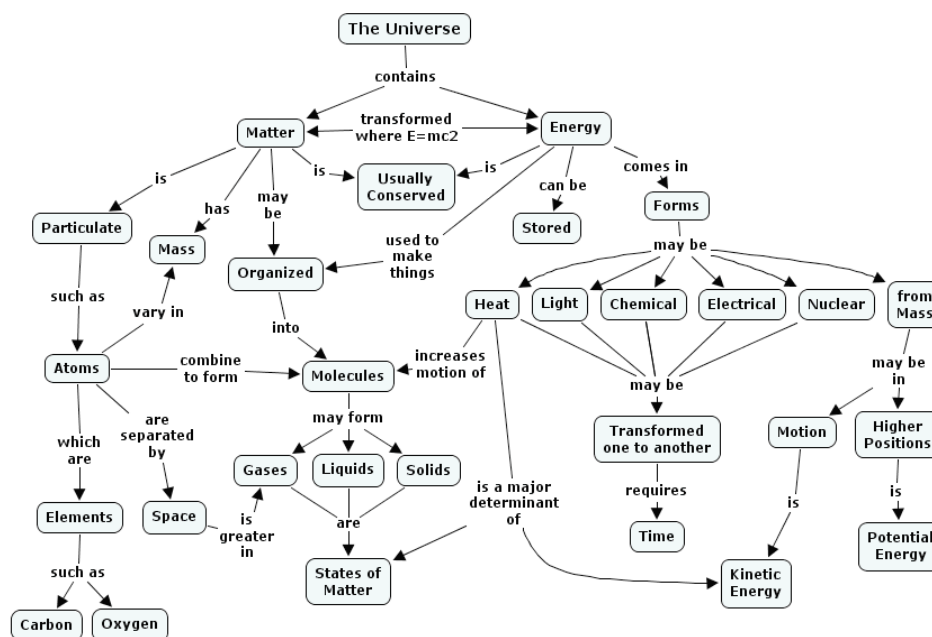 The Universe
contains
Matter
transformed
where E=mc2
Energy
is
has
may
be
is
Usually
Conserved
is
can be
comes in
Particulate
Mass
Stored
Forms
used to
make
things
Organized
may be
such as
vary in
Heat
Light
Chemical
Electrical
Nuclear
from
Mass
into
Atoms
combine
to form
Molecules
increases
motion of
may be
may be
in
which
are
are
separated
by
may form
Transformed
one to another
Motion
Higher
Positions
Gases
Liquids
Solids
Elements
Space
is
greater
in
are
is a major
determinant
of
requires
is
is
Time
Potential
Energy
such as
States of
Matter
Kinetic
Energy
Carbon
Oxygen